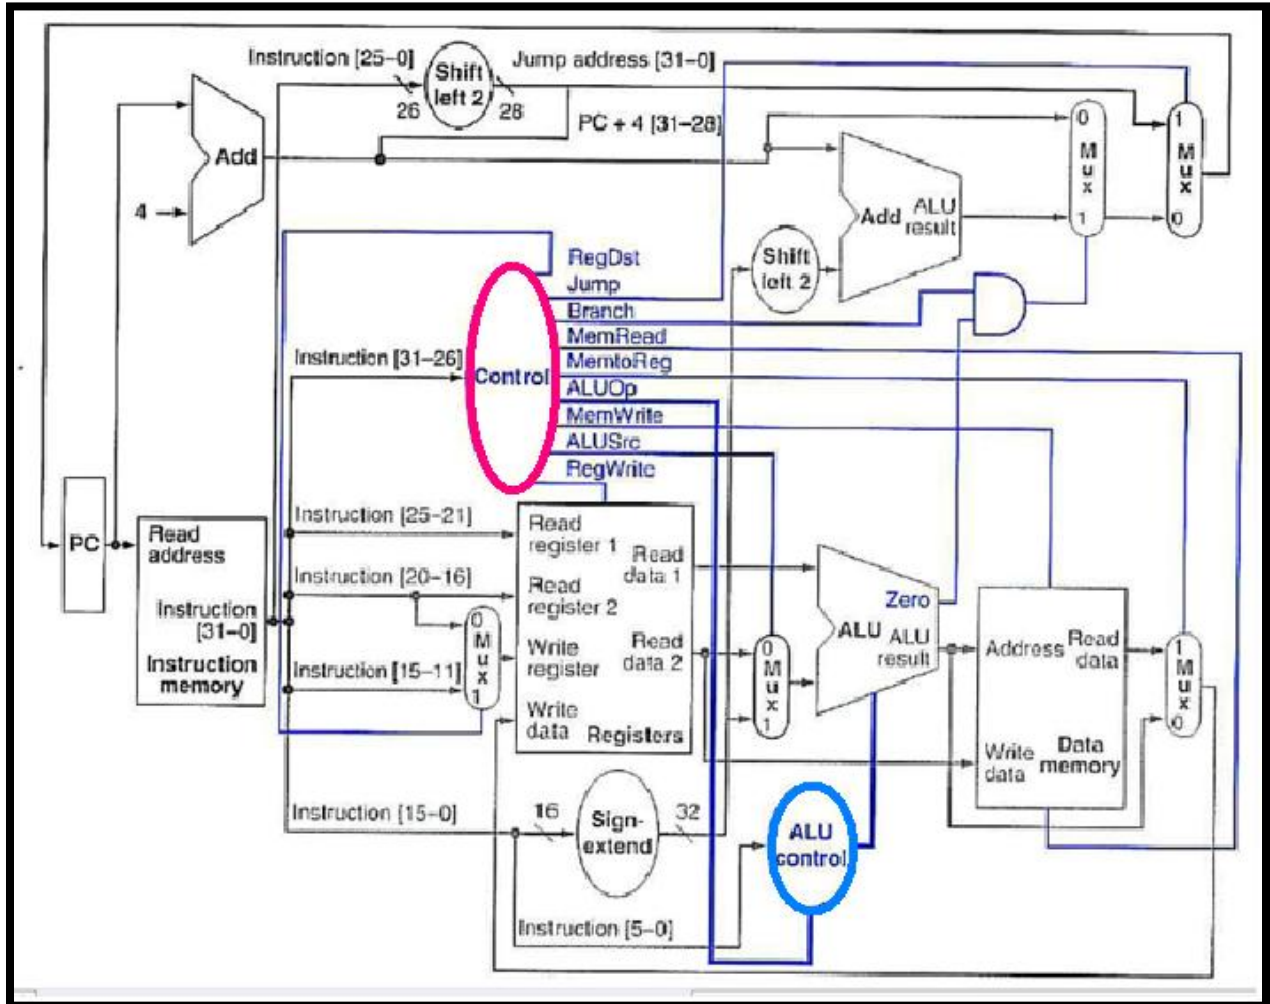 Instruction [25–0]
Shift
left 2
Jump address [31–0]
26
28
PC + 4 [31–28]
Add
4
0
M
u
x
1
1
M
u
x
0
Add
ALU
result
Shift
left 2
RegDst
Jump
Branch
MemRead
MemtoReg
ALUOp
MemWrite
ALUSrc
RegWrite
Instruction [31–26]
Control
PC
Read
address
Instruction
[31–0]
Instruction
memory
Instruction [25–21]
Instruction [20–16]
Instruction [15–11]
0
M
u
x
1
Read
register 1
Read
register 2
Write
register
Write
data
Read
data 1
Read
data 2
Registers
0
M
u
x
1
Zero
ALU
ALU
result
Address
Read
data
Write
data
Data
memory
1
M
u
x
0
Instruction [15–0]
16
Sign-
extend
32
ALU
control
Instruction [5–0]